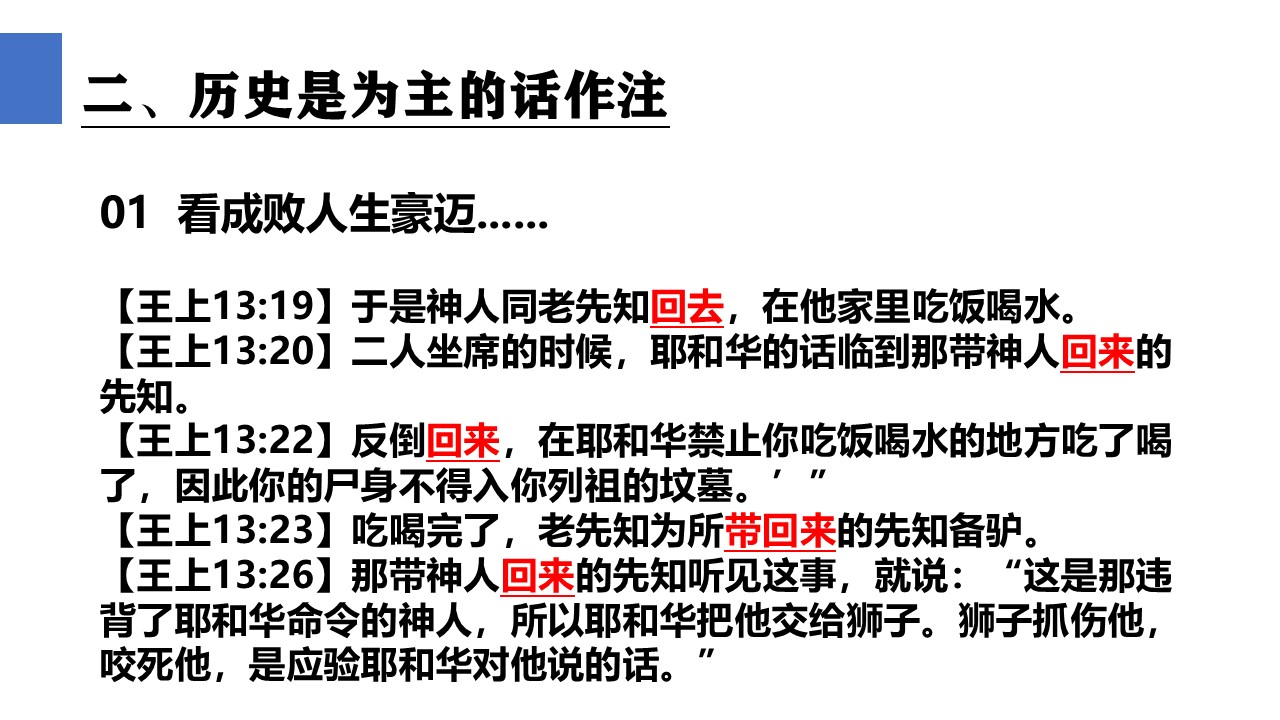 二、历史是为主的话作注
01 看成败人生豪迈……
【王上13:19】于是神人同老先知回去，在他家里吃饭喝水。
【王上13:20】二人坐席的时候，耶和华的话临到那带神人回来的
先知。
【王上13:22】反倒回来，在耶和华禁止你吃饭喝水的地方吃了喝
了，因此你的尸身不得入你列祖的坟墓。’”
【王上13:23】吃喝完了，老先知为所带回来的先知备驴。
【王上13:26】那带神人回来的先知听见这事，就说：“这是那违
背了耶和华命令的神人，所以耶和华把他交给狮子。狮子抓伤他，
咬死他，是应验耶和华对他说的话。”